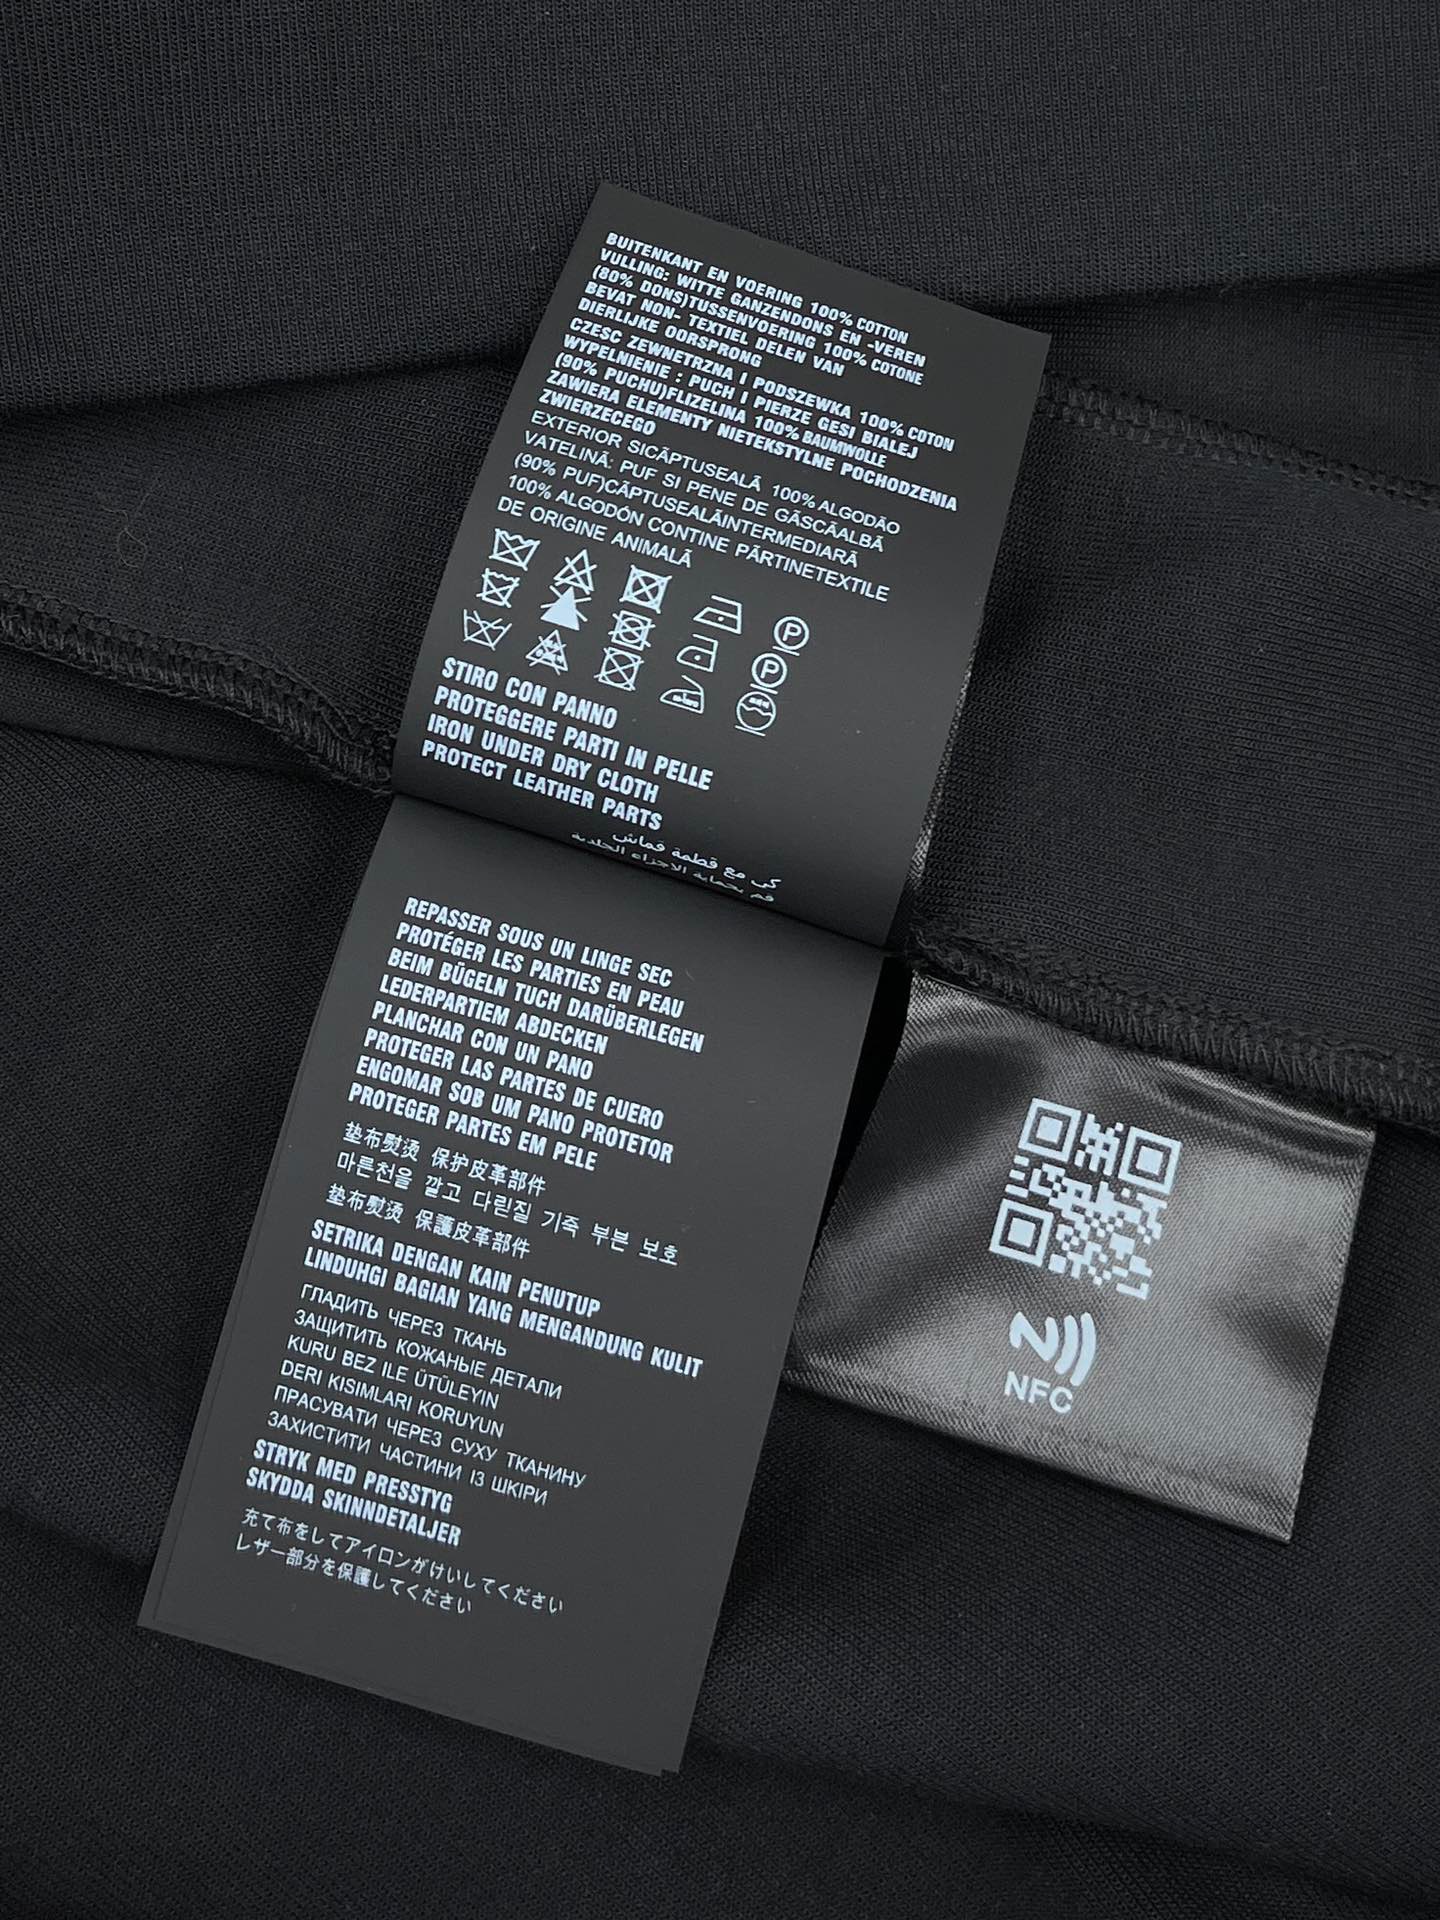 BUITENKANT EN VOERING 100% COTTON
VULLING: WITTE GANZENDONS EN -VEREN
(80% DONS)TUSSENVOERING 100% COTONE
BEVAT NON- TEXTIEL DELEN VAN
DIERLIJKE OORSPRONG
CZESC ZEWNETRZNA I PODSZEWKA 100% COTON
WYPELNIENIE : PUCH I PIERZE GESI BIALEJ
(90% PUCHU)FLIZELINA 100% BAUMWOLLE
ZAWIERA ELEMENTY NIETEKSTYLNE POCHODZENIA
ZWIERZECEGO
EXTERIOR SICĂPTUSEALĂ 100% ALGODÃO
VATELINĂ: PUF SI PENE DE GÃSCÃALBĂ
(90% PUF)CĂPTUSEALĂINTERMEDIARĂ
100% ALGODÓN CONTINE PĂRTINETEXTILE
DE ORIGINE ANIMALĂ
P
P
STIRO CON PANNO
PROTEGGERE PARTI IN PELLE
IRON UNDER DRY CLOTH
PROTECT LEATHER PARTS
كي مع قطعة قماش
قم بحماية الاجزاء الجلدية
REPASSER SOUS UN LINGE SEC
PROTÉGER LES PARTIES EN PEAU
BEIM BÜGELN TUCH DARÜBERLEGEN
LEDERPARTIEM ABDECKEN
PLANCHAR CON UN PANO
PROTEGER LAS PARTES DE CUERO
ENGOMAR SOB UM PANO PROTETOR
PROTEGER PARTES EM PELE
垫布熨烫 保护皮革部件
마른천을 깔고 다린질 기죽 부븐 보호
垫布熨烫 保護皮革部件
SETRIKA DENGAN KAIN PENUTUP
LINDUHGI BAGIAN YANG MENGANDUNG KULIT
ГЛАДИТЬ ЧЕРЕЗ ТКАНЬ
ЗАЩИТИТЬ КОЖАНЫЕ ДЕТАЛИ
KURU BEZ ILE ÜTÜLEYIN
DERI KISIMLARI KORUYUN
ПРАСУВАТИ ЧЕРЕЗ СУХУ ТКАНИНУ
ЗАХИСТИТИ ЧАСТИНИ ІЗ ШКІРИ
STRYK MED PRESSTYG
SKYDDA SKINNDETALJER
充て布をしてアイロンがけいしてください
レザー部分を保護してください
NFC